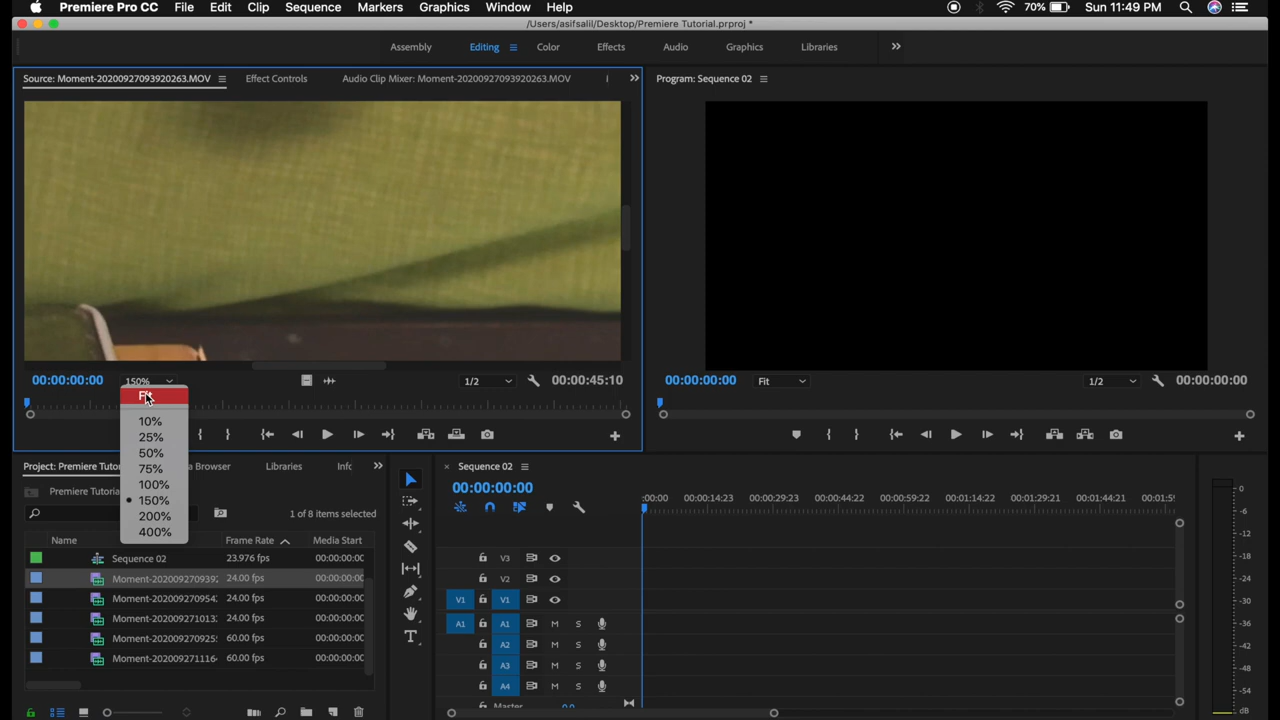 Premiere Pro CC File Edit Clip Sequence Markers Graphics Window Help 70% Sun 11:49 PM
/Users/asifsalil/Desktop/Premiere Tutorial.prproj *
Assembly Editing Color Effects Audio Graphics Libraries
Source: Moment-20200927093920263.MOV Effect Controls Audio Clip Mixer: Moment-20200927093920263.MOV Program: Sequence 02
00:00:00:00 150% 1/2 00:00:45:10 00:00:00:00 Fit 1/2 00:00:00:00
Fit
10%
25%
50%
75%
100%
150%
200%
400%
Project: Premiere Tuto Browser Libraries Info Sequence 02
Premiere Tutoria
1 of 8 items selected
00:00:00:00
:00:00 00:00:14:23 00:00:29:23 00:00:44:22 00:00:59:22 00:01:14:22 00:01:29:21 00:01:44:21 00:01:59
Name Frame Rate Media Start
Sequence 02 23.976 fps 00:00:00:00
Moment-2020092709392 24.00 fps 00:00:00:00
Moment-202009270954 24.00 fps 00:00:00:00
Moment-202009271013 24.00 fps 00:00:00:00
Moment-202009270925 60.00 fps 00:00:00:00
Moment-202009271116 60.00 fps 00:00:00:00
V3
V2
V1 V1
A1 A1 M S
A2 M S
A3 M S
A4 M S
Master 0.0
0
-6
-12
-18
-24
-30
-36
-42
-48
-54
dB